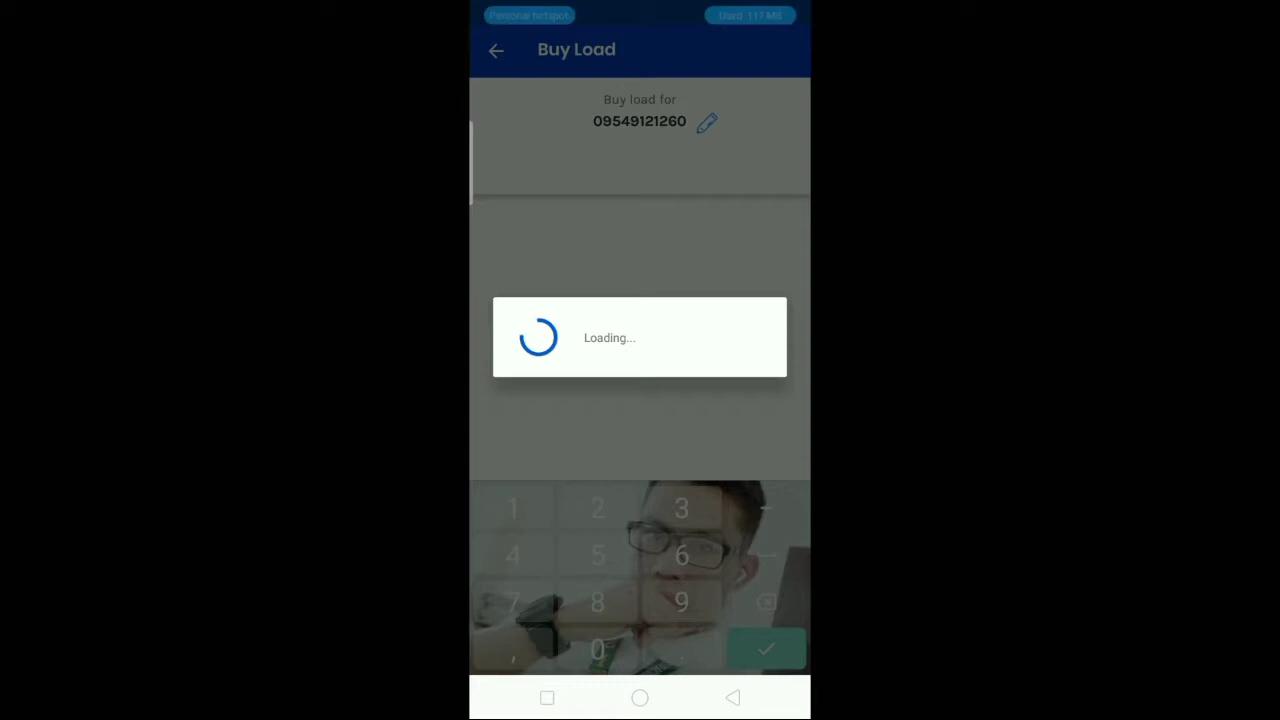 Personal hotspot
Used 117 MB
Buy Load
Buy load for
09549121260
Loading...
1 2 3 -
4 5 6
7 8 9
, 0 .